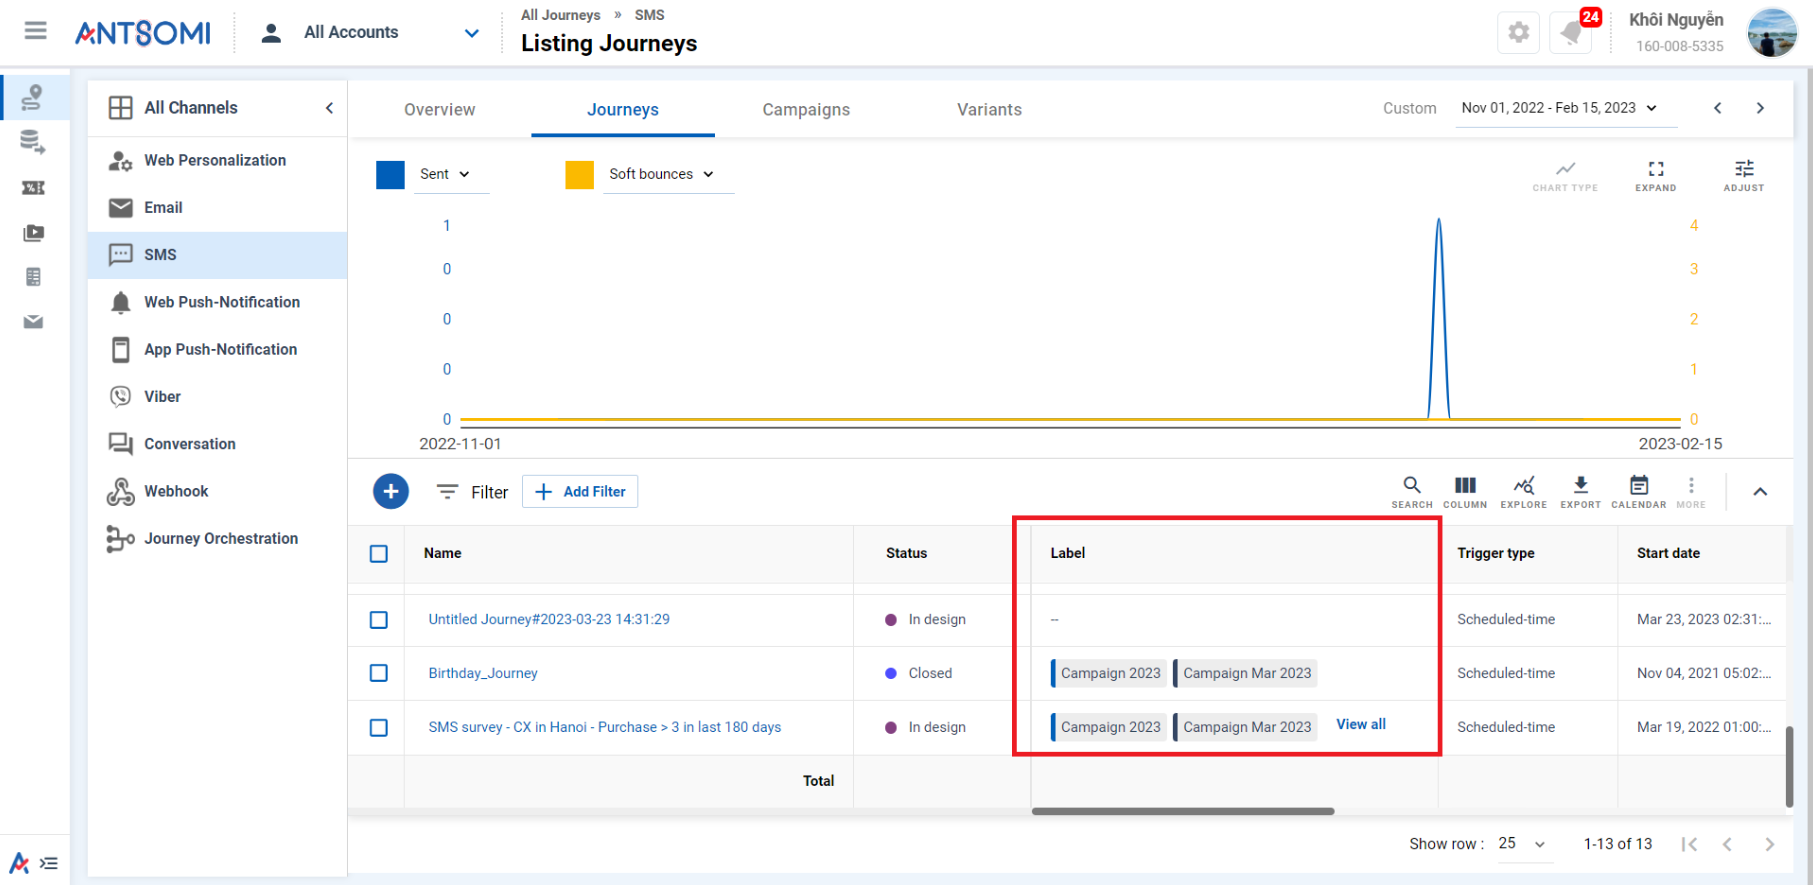 ANTSOMI
All Accounts
All Journeys » SMS
Listing Journeys
24
Khôi Nguyễn
160-008-5335
All Channels
Web Personalization
Email
SMS
Web Push-Notification
App Push-Notification
Viber
Conversation
Webhook
Journey Orchestration
Overview
Journeys
Campaigns
Variants
Custom
Nov 01, 2022 - Feb 15, 2023
Sent
Soft bounces
CHART TYPE
EXPAND
ADJUST
1
0
0
0
0
4
3
2
1
0
2022-11-01
2023-02-15
Filter
+ Add Filter
SEARCH
COLUMN
EXPLORE
EXPORT
CALENDAR
MORE
Name Status Label Trigger type Start date
Untitled Journey#2023-03-23 14:31:29 In design -- Scheduled-time Mar 23, 2023 02:31:...
Birthday_Journey Closed Campaign 2023 Campaign Mar 2023 Scheduled-time Nov 04, 2021 05:02:...
SMS survey - CX in Hanoi - Purchase > 3 in last 180 days In design Campaign 2023 Campaign Mar 2023 View all Scheduled-time Mar 19, 2022 01:00:...
Total
Show row : 25 1-13 of 13